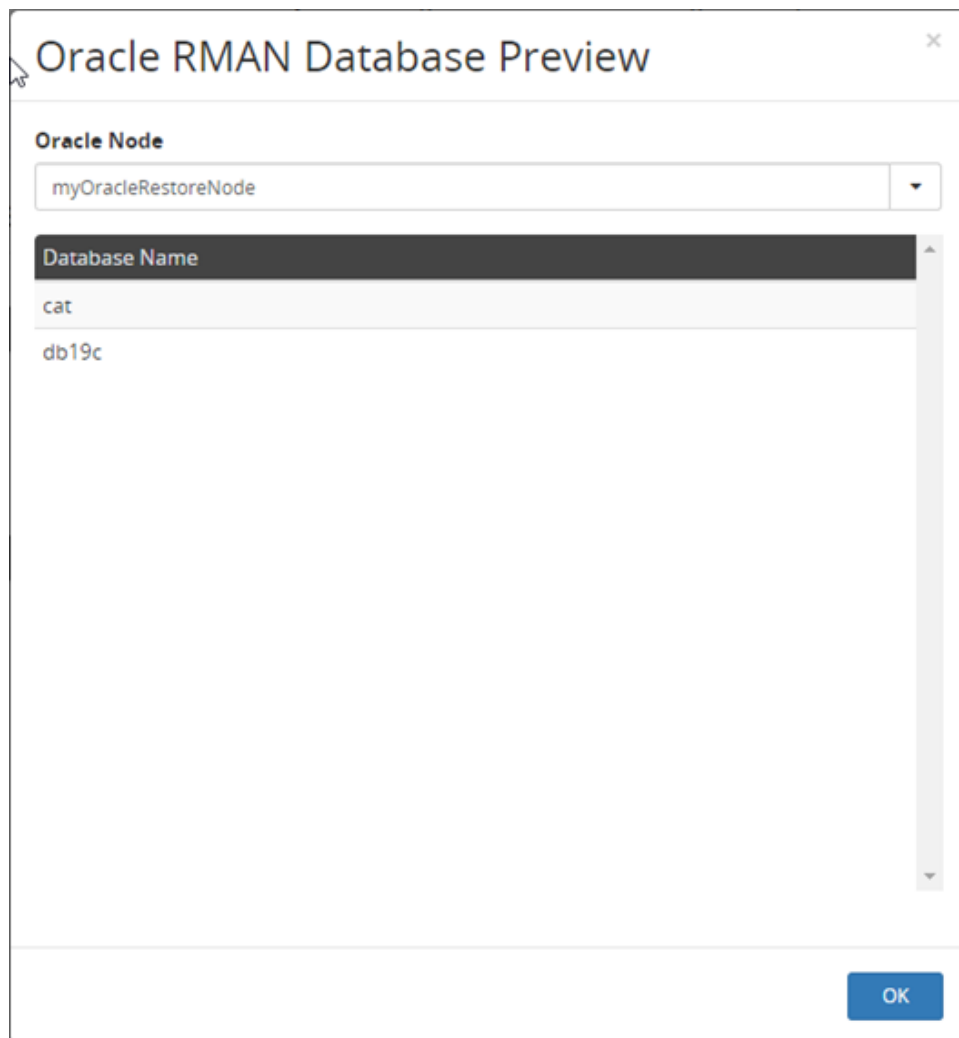 Oracle RMAN Database Preview
Oracle Node
myOracleRestoreNode
Database Name
cat
db19c
OK